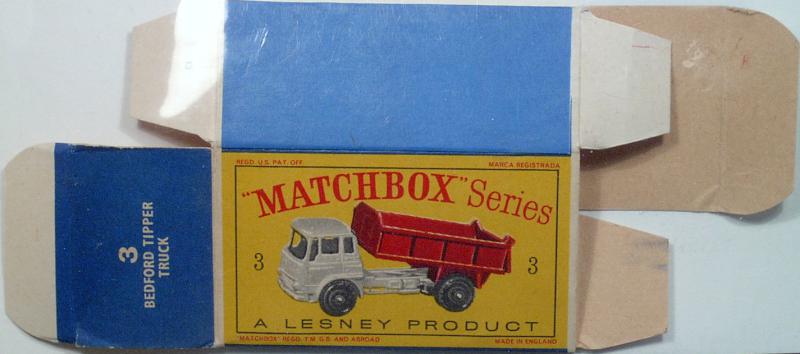 REGD. U.S. PAT. OFF. MARCA REGISTRADA
"MATCHBOX" Series
3 3
A LESNEY PRODUCT
"MATCHBOX" REGD. T'M G.B. AND ABROAD MADE IN ENGLAND
3
BEDFORD TIPPER
TRUCK